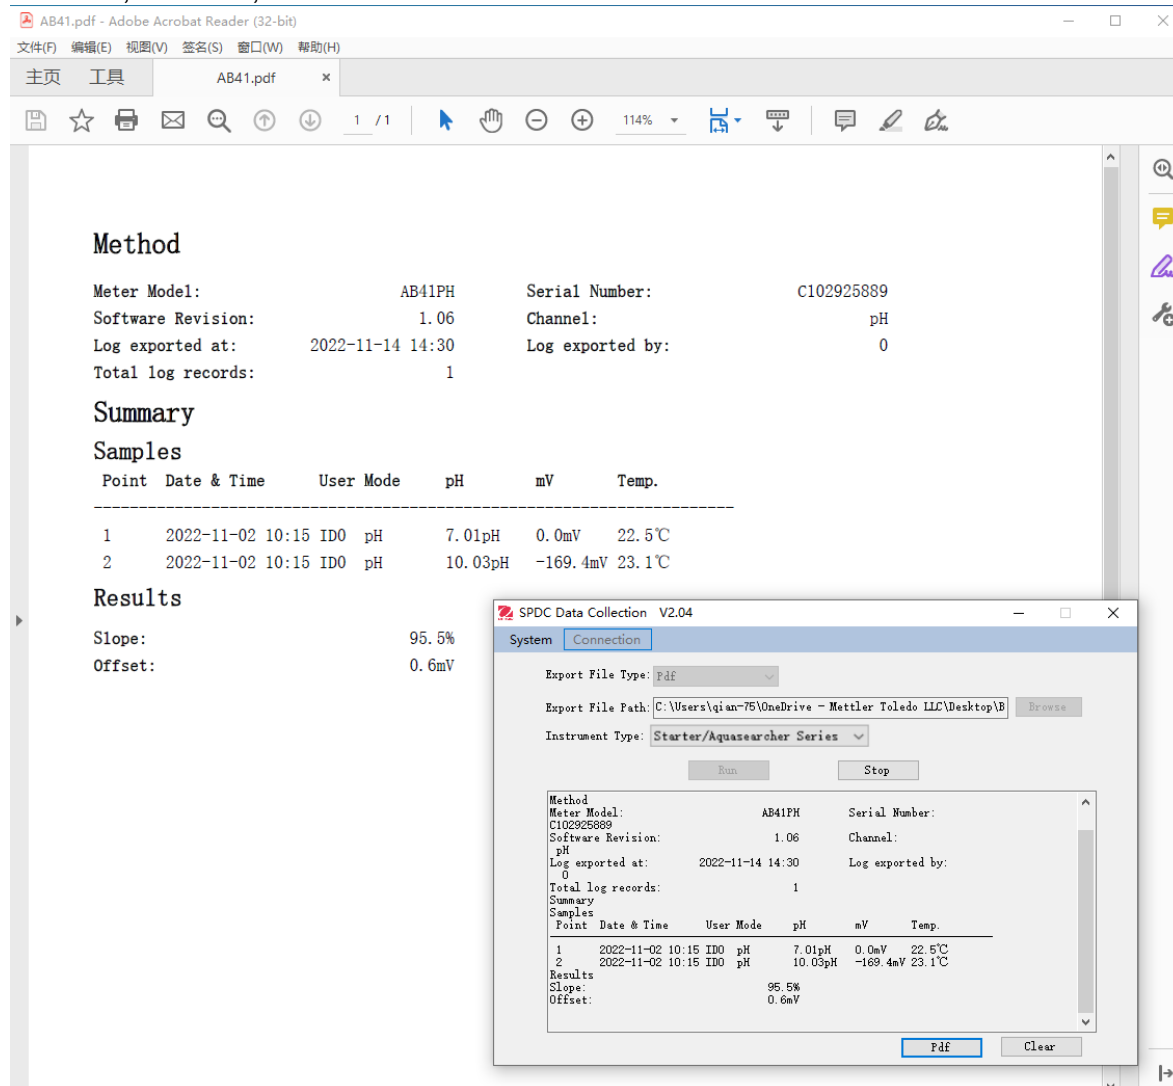 AB41.pdf - Adobe Acrobat Reader (32-bit)
文件(F) 编辑(E) 视图(V) 签名(S) 窗口(W) 帮助(H)
主页 工具 AB41.pdf ×
1 / 1 114%
Method
Meter Model: AB41PH Serial Number: C102925889
Software Revision: 1.06 Channel: pH
Log exported at: 2022-11-14 14:30 Log exported by: 0
Total log records: 1
Summary
Samples
Point Date & Time User Mode pH mV Temp.
1 2022-11-02 10:15 ID0 pH 7.01pH 0.0mV 22.5℃
2 2022-11-02 10:15 ID0 pH 10.03pH -169.4mV 23.1℃
Results
Slope: 95.5%
Offset: 0.6mV
SPDC Data Collection V2.04
System Connection
Export File Type: Pdf
Export File Path: C:\Users\qian-75\OneDrive - Mettler Toledo LLC\Desktop\B Browse
Instrument Type: Starter/Aquasearcher Series
Run Stop
Method
Meter Model: AB41PH Serial Number:
C102925889
Software Revision: 1.06 Channel:
pH
Log exported at: 2022-11-14 14:30 Log exported by:
0
Total log records: 1
Summary
Samples
Point Date & Time User Mode pH mV Temp.
1 2022-11-02 10:15 ID0 pH 7.01pH 0.0mV 22.5℃
2 2022-11-02 10:15 ID0 pH 10.03pH -169.4mV 23.1℃
Results
Slope: 95.5%
Offset: 0.6mV
Pdf Clear